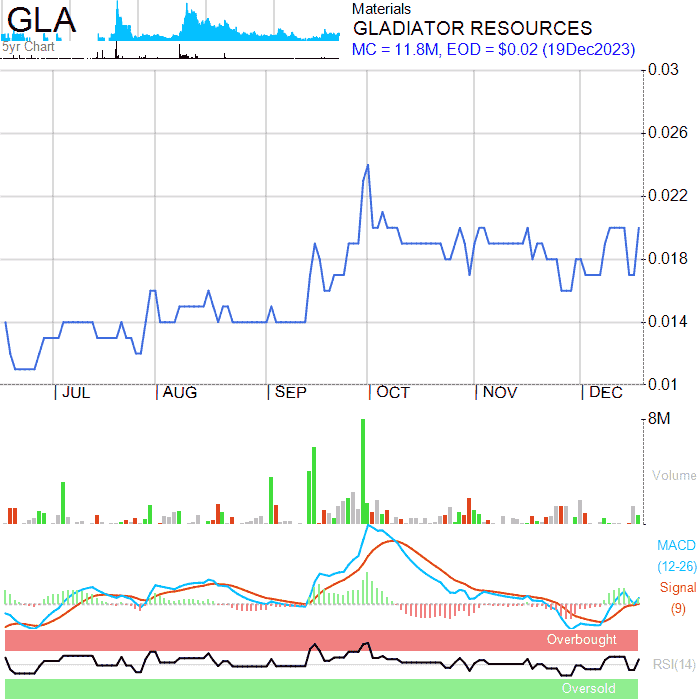 GLA
5yr Chart
Materials
GLADIATOR RESOURCES
MC = 11.8M, EOD = $0.02 (19Dec2023)
0.03
0.026
0.022
0.018
0.014
0.01
JUL AUG SEP OCT NOV DEC
8M
Volume
MACD
(12-26)
Signal
(9)
Overbought
RSI(14)
Oversold